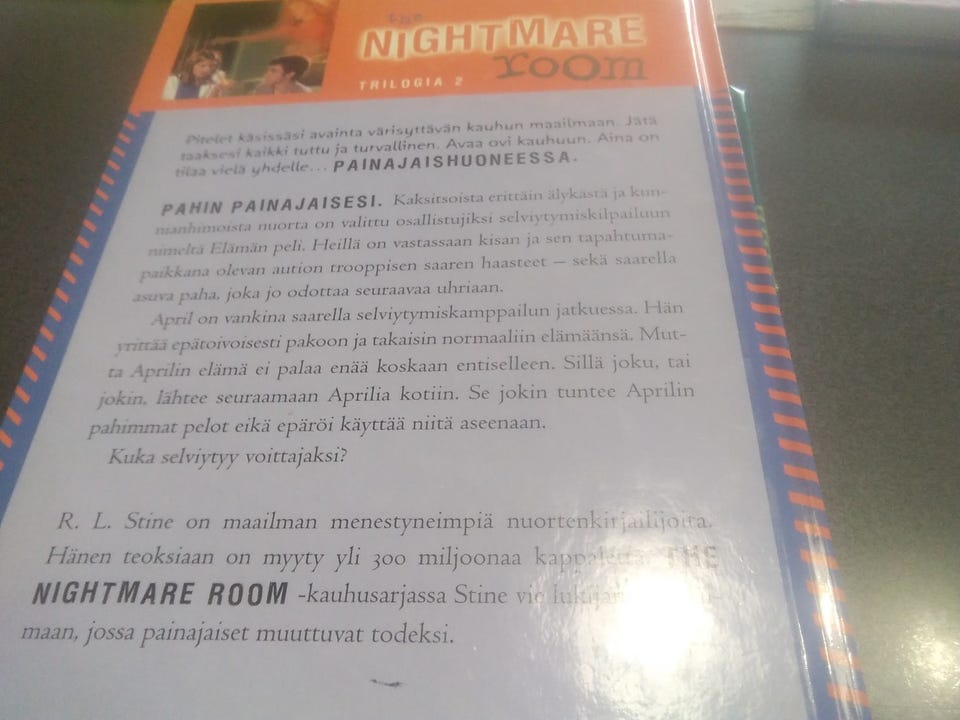 the
NIGHTMARE
room
TRILOGIA 2
Pitelet käsissäsi avainta värisyttävän kauhun maailmaan. Jätä
taaksesi kaikki tuttu ja turvallinen. Avaa ovi kauhuun. Aina on
tilaa vielä yhdelle... PAINAJAISHUONEESSA.
PAHIN PAINAJAISESI. Kaksitsoista erittäin älykästä ja kun-
nianhimoista nuorta on valittu osallistujiksi selviytymiskilpailuun
nimeltä Elämän peli. Heillä on vastassaan kisan ja sen tapahtuma-
paikkana olevan aution trooppisen saaren haasteet – sekä saarella
asuva paha, joka jo odottaa seuraavaa uhriaan.
April on vankina saarella selviytymiskamppailun jatkuessa. Hän
yrittää epätoivoisesti pakoon ja takaisin normaaliin elämäänsä. Mut-
ta Aprilin elämä ei palaa enää koskaan entiselleen. Sillä joku, tai
jokin, lähtee seuraamaan Aprilia kotiin. Se jokin tuntee Aprilin
pahimmat pelot eikä epäröi käyttää niitä aseenaan.
Kuka selviytyy voittajaksi?
R. L. Stine on maailman menestyneimpiä nuortenkirjailijoita.
Hänen teoksiaan on myyty yli 300 miljoonaa kappaletta. THE
NIGHTMARE ROOM -kauhusarjassa Stine vie
maan, jossa painajaiset muuttuvat todeksi.